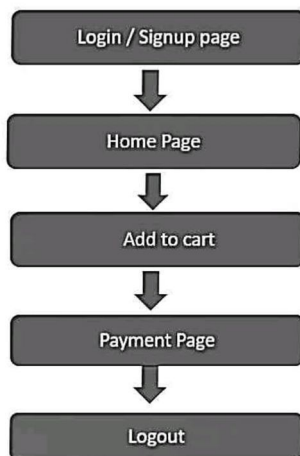 Login / Signup page
Home Page
Add to cart
Payment Page
Logout